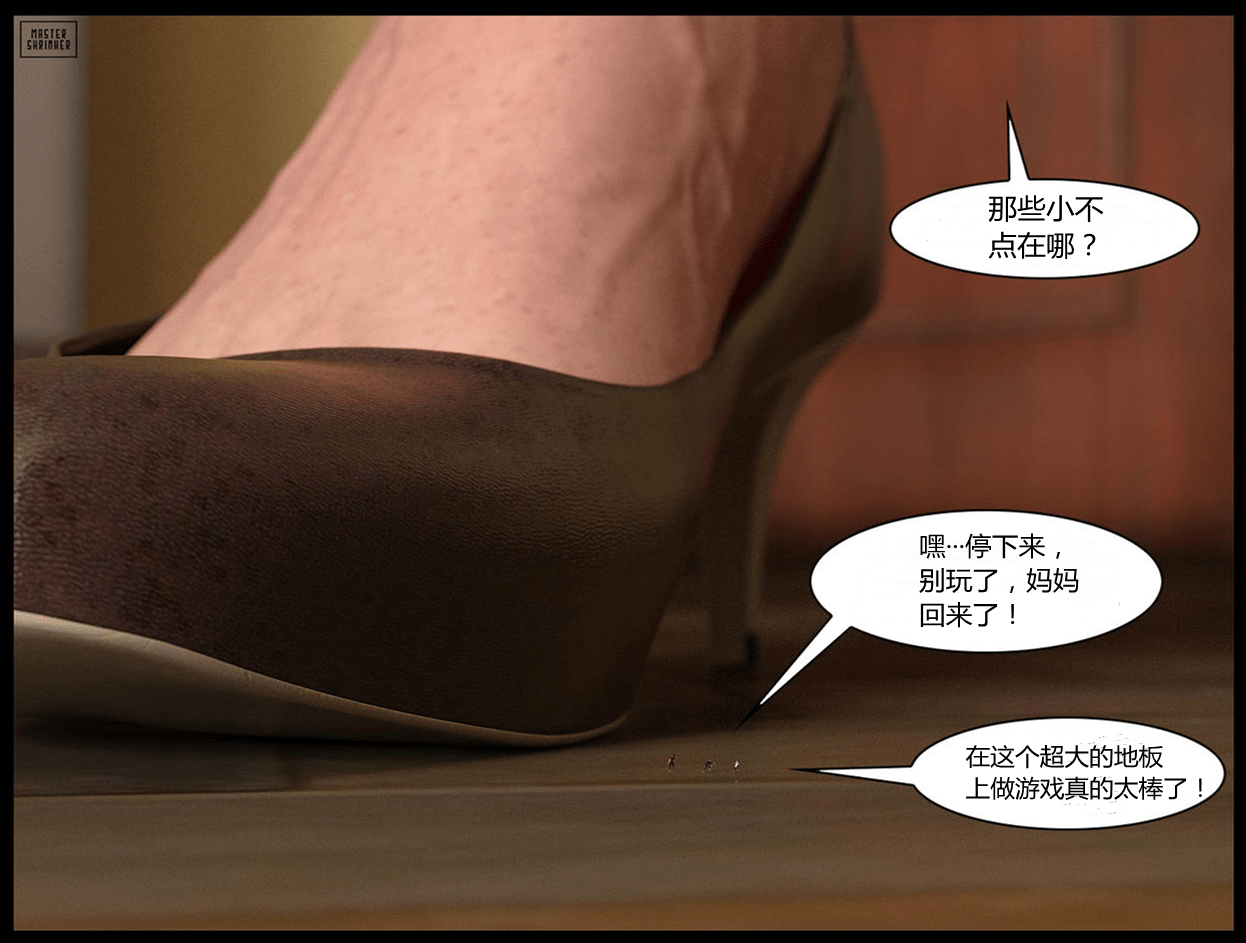 MASTER
SHRINKER
那些小不
点在哪？
嘿…停下来，
别玩了，妈妈
回来了！
在这个超大的地板
上做游戏真的太棒了！